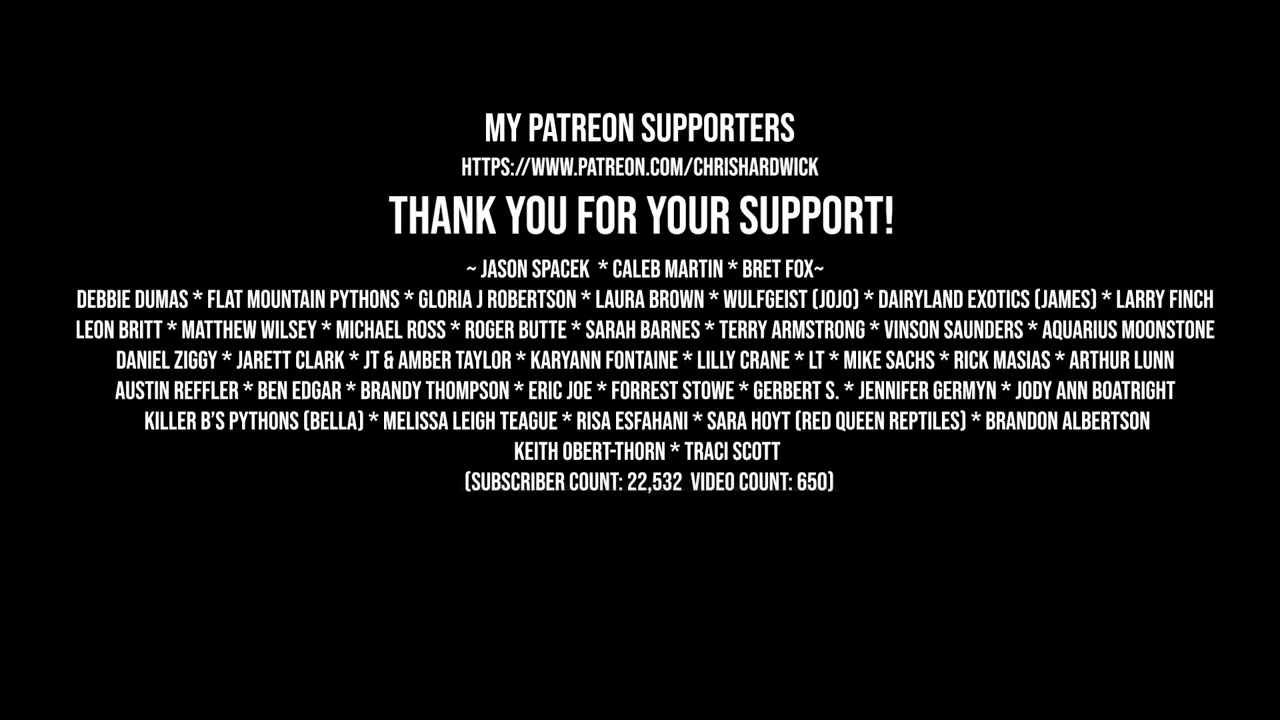 MY PATREON SUPPORTERS
HTTPS://WWW.PATREON.COM/CHRISHARDWICK
THANK YOU FOR YOUR SUPPORT!
~ JASON SPACEK * CALEB MARTIN * BRET FOX~
DEBBIE DUMAS * FLAT MOUNTAIN PYTHONS * GLORIA J ROBERTSON * LAURA BROWN * WULFGEIST (JOJO) * DAIRYLAND EXOTICS (JAMES) * LARRY FINCH
LEON BRITT * MATTHEW WILSEY * MICHAEL ROSS * ROGER BUTTE * SARAH BARNES * TERRY ARMSTRONG * VINSON SAUNDERS * AQUARIUS MOONSTONE
DANIEL ZIGGY * JARETT CLARK * JT & AMBER TAYLOR * KARYANN FONTAINE * LILLY CRANE * LT * MIKE SACHS * RICK MASIAS * ARTHUR LUNN
AUSTIN REFFLER * BEN EDGAR * BRANDY THOMPSON * ERIC JOE * FORREST STOWE * GERBERT S. * JENNIFER GERMYN * JODY ANN BOATRIGHT
KILLER B'S PYTHONS (BELLA) * MELISSA LEIGH TEAGUE * RISA ESFAHANI * SARA HOYT (RED QUEEN REPTILES) * BRANDON ALBERTSON
KEITH OBERT-THORN * TRACI SCOTT
(SUBSCRIBER COUNT: 22,532 VIDEO COUNT: 650)